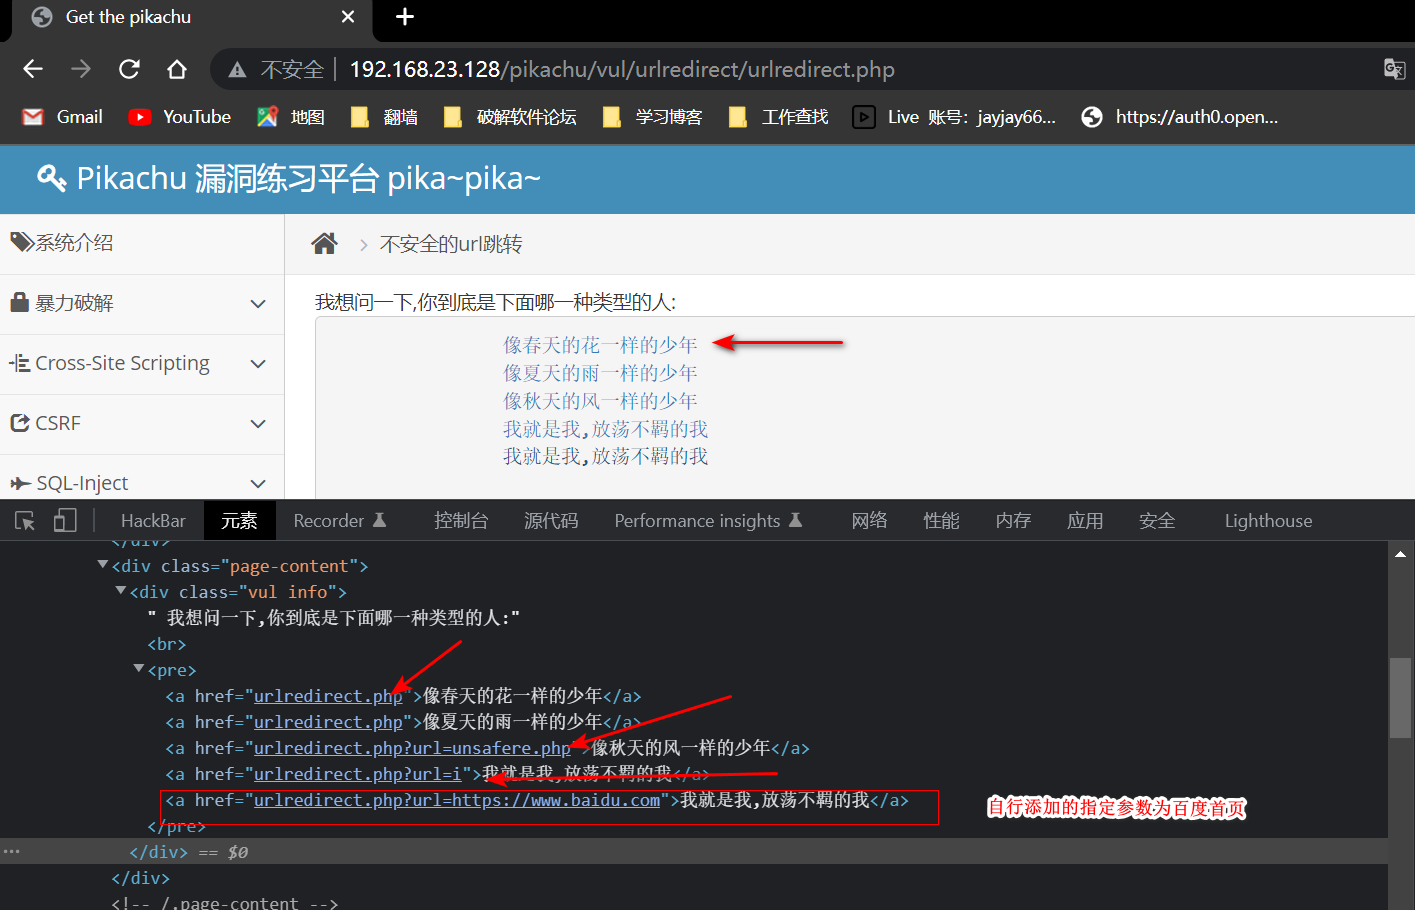 Get the pikachu
不安全 192.168.23.128/pikachu/vul/urlredirect/urlredirect.php
Gmail YouTube 地图 翻墙 破解软件论坛 学习博客 工作查找 Live 账号：jayjay66... https://auth0.open...
Pikachu 漏洞练习平台 pika~pika~
系统介绍
暴力破解
Cross-Site Scripting
CSRF
SQL-Inject
不安全的url跳转
我想问一下,你到底是下面哪一种类型的人:
像春天的花一样的少年
像夏天的雨一样的少年
像秋天的风一样的少年
我就是我,放荡不羁的我
我就是我,放荡不羁的我
HackBar 元素 Recorder 控制台 源代码 Performance insights 网络 性能 内存 应用 安全 Lighthouse
</div>
<div class="page-content">
<div class="vul info">
" 我想问一下,你到底是下面哪一种类型的人:"
<br>
<pre>
<a href="urlredirect.php">像春天的花一样的少年</a>
<a href="urlredirect.php">像夏天的雨一样的少年</a>
<a href="urlredirect.php?url=unsafere.php">像秋天的风一样的少年</a>
<a href="urlredirect.php?url=i">我就是我,放荡不羁的我</a>
<a href="urlredirect.php?url=https://www.baidu.com">我就是我,放荡不羁的我</a>
自行添加的指定参数为百度首页
</pre>
</div> == $0
</div>
<!-- /.page-content -->